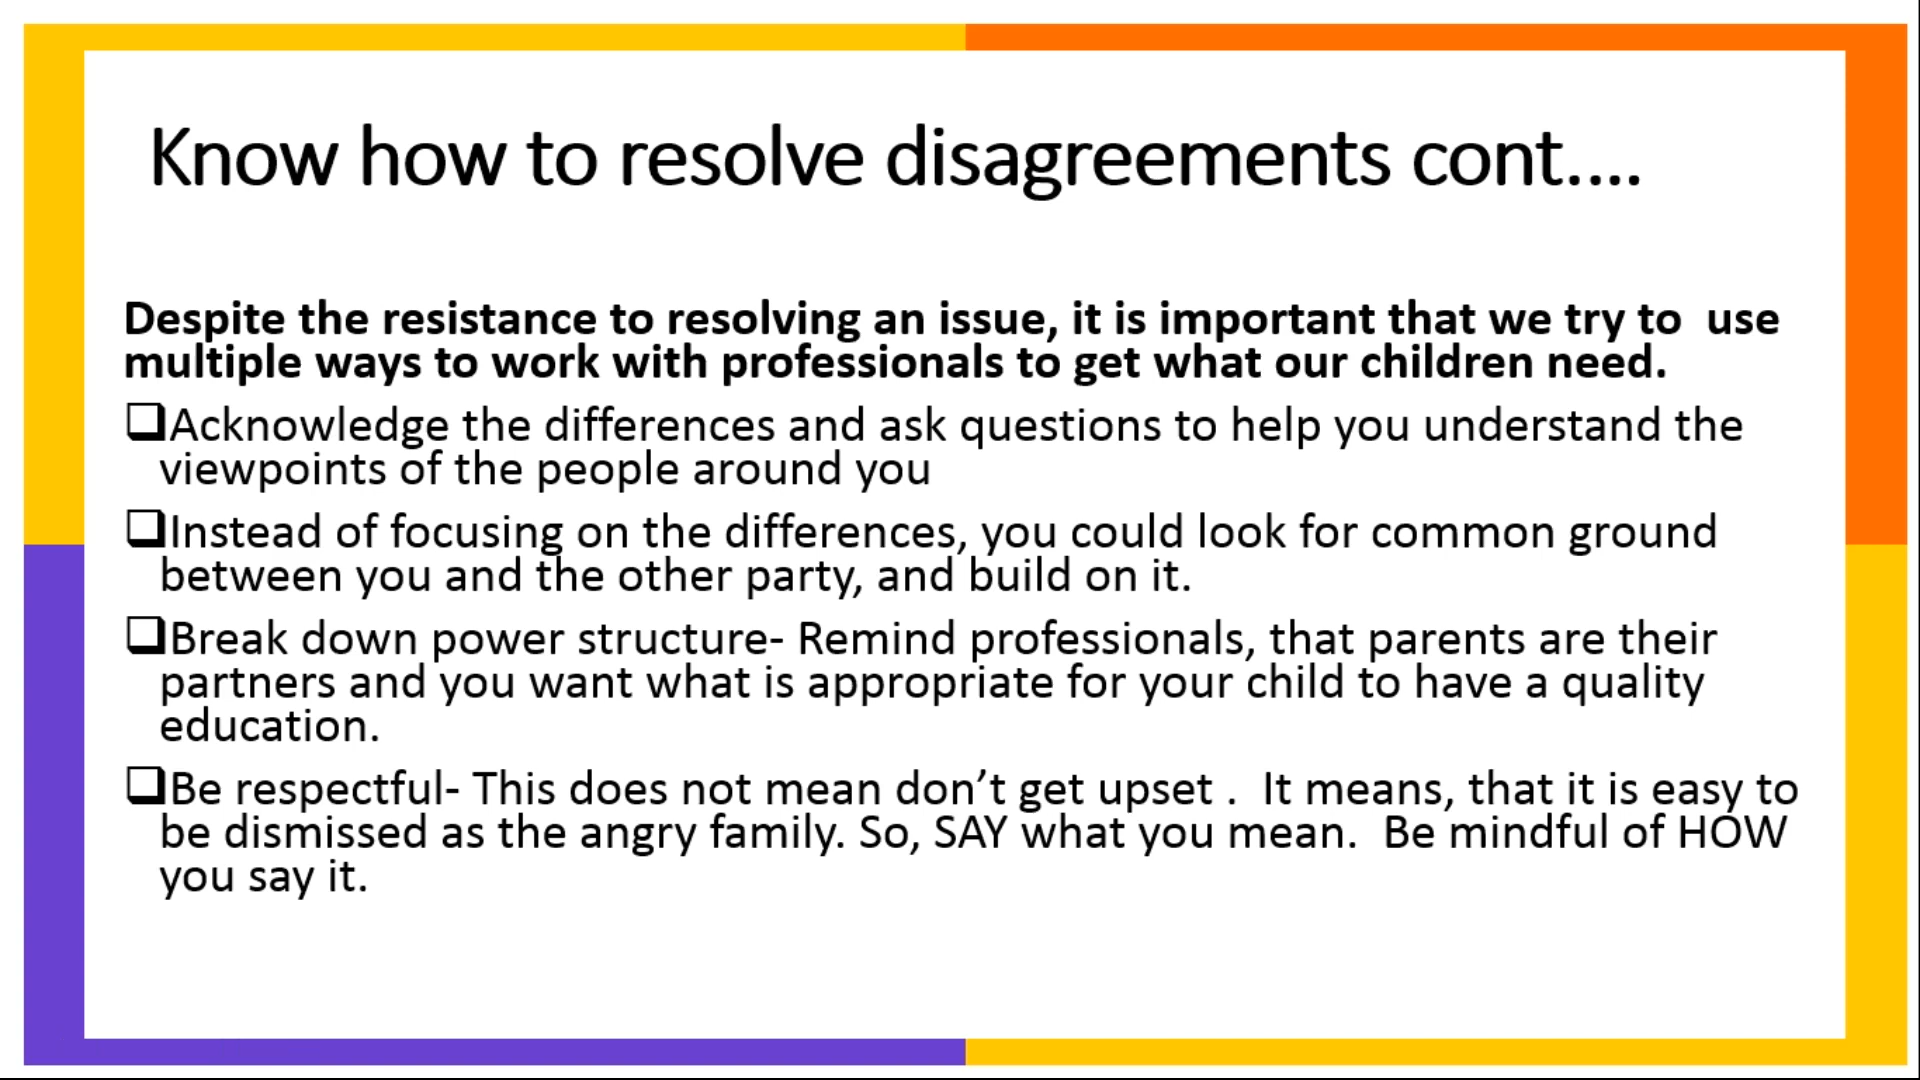 Know how to resolve disagreements cont....
Despite the resistance to resolving an issue, it is important that we try to  use
multiple ways to work with professionals to get what our children need.
❑Acknowledge the differences and ask questions to help you understand the
viewpoints of the people around you
❑Instead of focusing on the differences, you could look for common ground
between you and the other party, and build on it.
❑Break down power structure- Remind professionals, that parents are their
partners and you want what is appropriate for your child to have a quality
education.
❑Be respectful- This does not mean don’t get upset .  It means, that it is easy to
be dismissed as the angry family. So, SAY what you mean.  Be mindful of HOW
you say it.